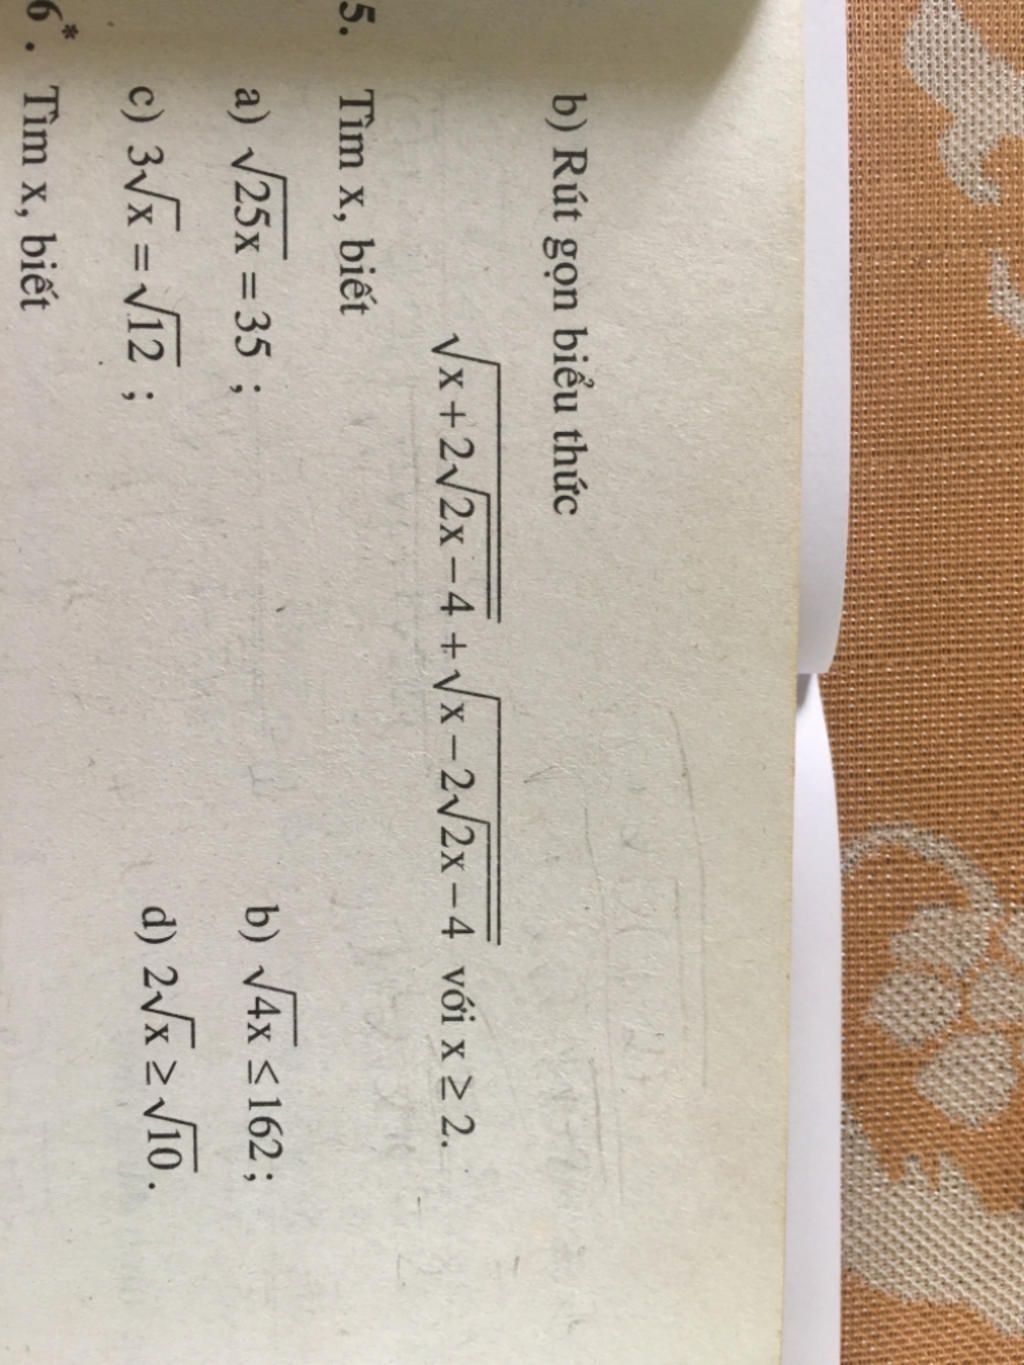 b) Rút gọn biểu thức
√(x + 2√(2x − 4)) + √(x − 2√(2x − 4)) với x ≥ 2.
5. Tìm x, biết
a) √25x = 35 ; b) √4x ≤ 162 ;
c) 3√x = √12 ; d) 2√x ≥ √10 .
6*. Tìm x, biết